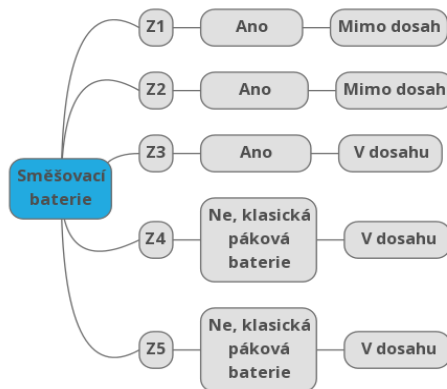 Směšovací
baterie
Z1
Ano
Mimo dosah
Z2
Ano
Mimo dosah
Z3
Ano
V dosahu
Z4
Ne, klasická
páková
baterie
V dosahu
Z5
Ne, klasická
páková
baterie
V dosahu